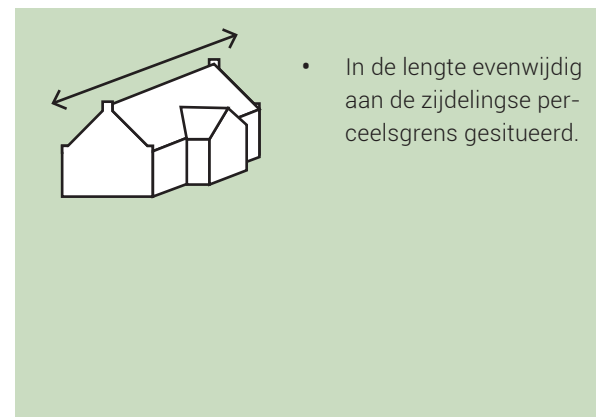 • In de lengte evenwijdig
aan de zijdelingse per-
ceelsgrens gesitueerd.